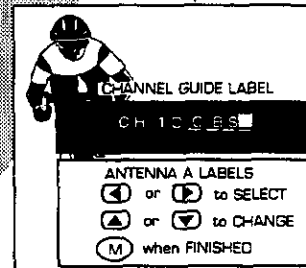 CHANNEL GUIDE LABEL
CH 10 CBS
ANTENNA A LABELS
or to SELECT
or to CHANGE
M when FINISHED